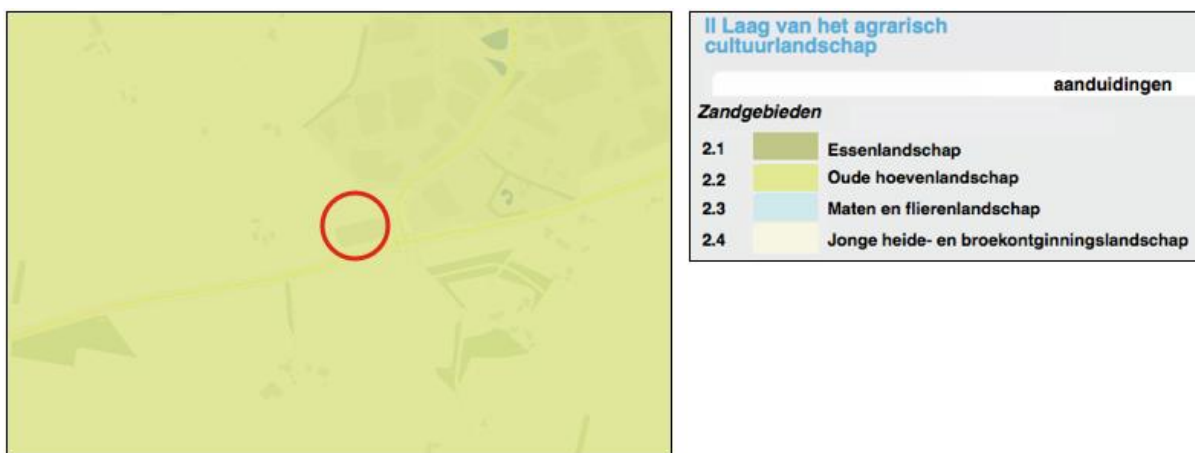 II Laag van het agrarisch
cultuurlandschap
aanduidingen
Zandgebieden
2.1 Essenlandschap
2.2 Oude hoevenlandschap
2.3 Maten en flierenlandschap
2.4 Jonge heide- en broekontginningslandschap